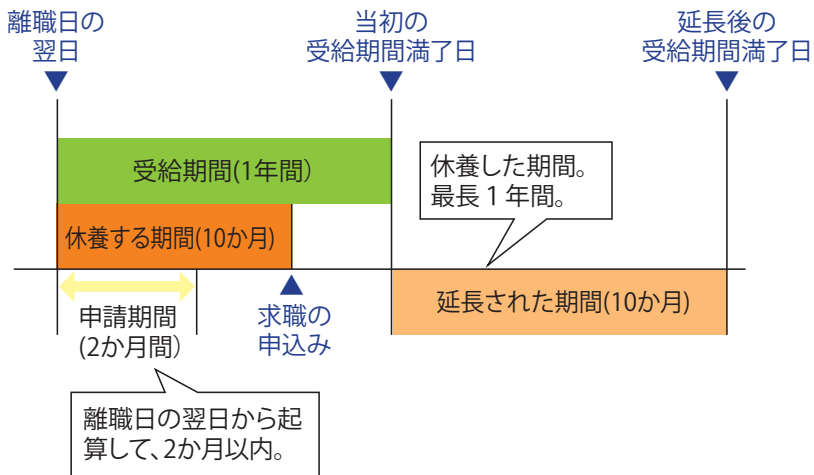 離職日の
翌日
当初の
受給期間満了日
延長後の
受給期間満了日
受給期間(1年間)
休養した期間。
最長1年間。
休養する期間(10か月)
延長された期間(10か月)
申請期間
(2か月間)
求職の
申込み
離職日の翌日から起
算して、2か月以内。